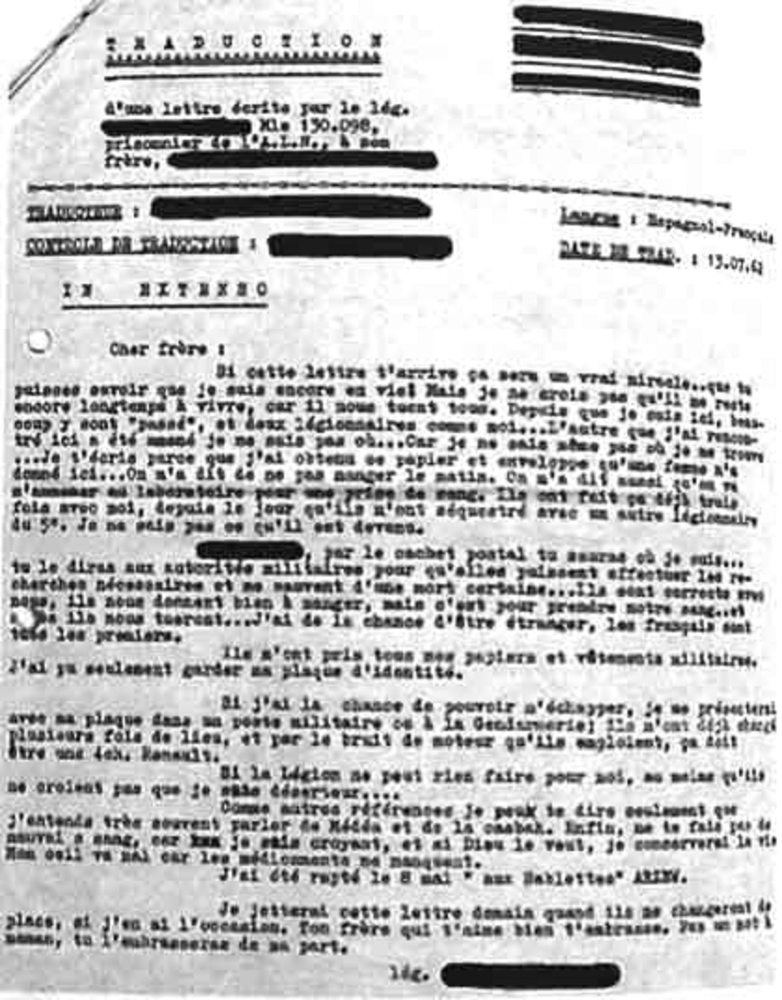 T R A D U C T I O N
d'une lettre écrite par le lég.
Mle 130.098,
prisonnier de l'A.L.N., à son
frère,
TRADUCTEUR :
Langue : Espagnol-Français
CONTROLE DE TRADUCTION :
DATE DE TRAD. : 13.07.62
I N   E X T E N S O
Cher frère :
Si cette lettre t'arrive ça sera un vrai miracle..que tu
puisses savoir que je suis encore en vie! Mais je ne crois pas qu'il me reste
encore longtemps à vivre, car il nous tuent tous. Depuis que je suis ici, beau-
coup y sont "passé", et deux légionnaires comme moi...L'autre que j'ai rencon-
tré ici a été amené je ne sais pas où...Car je ne sais même pas où je me trouve
...Je t'écris parce que j'ai obtenu ce papier et enveloppe qu'une femme m'a
donné ici...On m'a dit de ne pas manger le matin. On m'a dit aussi qu'on va
m'emmener au laboratoire pour une prise de sang. Ils ont fait ça déjà trois
fois avec moi, depuis le jour qu'ils m'ont séquestré avec un autre légionnaire
du 5°. Je ne sais pas ce qu'il est devenu.
, par le cachet postal tu sauras où je suis...
tu le diras aux autorités militaires pour qu'elles puissent effectuer les re-
cherches nécessaires et me sauvent d'une mort certaine...Ils sont corrects avec
nous, ils nous donnent bien à manger, mais c'est pour prendre notre sang..et
ils nous tueront...J'ai de la chance d'être étranger, les français sont
tués les premiers.
Ils m'ont pris tous mes papiers et vêtements militaires.
J'ai pu seulement garder ma plaque d'identité.
Si j'ai la chance de pouvoir m'échapper, je me présenterai
avec ma plaque dans un poste militaire ou à la Gendarmerie; ils m'ont déjà changé
plusieurs fois de lieu, et par le bruit de moteur qu'ils emploient, ça doit
être une 4ch. Renault.
Si la Légion ne peut rien faire pour moi, au moins qu'ils
ne croient pas que je suis déserteur....
Comme autres références je peux te dire seulement que
j'entends très souvent parler de Médéa et de la casbah. Enfin, ne te fais pas de
mauvai s sang, car je suis croyant, et si Dieu le veut, je conserverai la vie
Mon oeil va mal car les médicaments me manquent.
J'ai été rapté le 8 mai " aux Sablettes" ARZEW.
Je jetterai cette lettre demain quand ils me changeront de
place, si j'en ai l'occasion. Ton frère qui t'aime bien t'embrasse. Pas un mot à
maman, tu l'embrasseras de ma part.
lég.